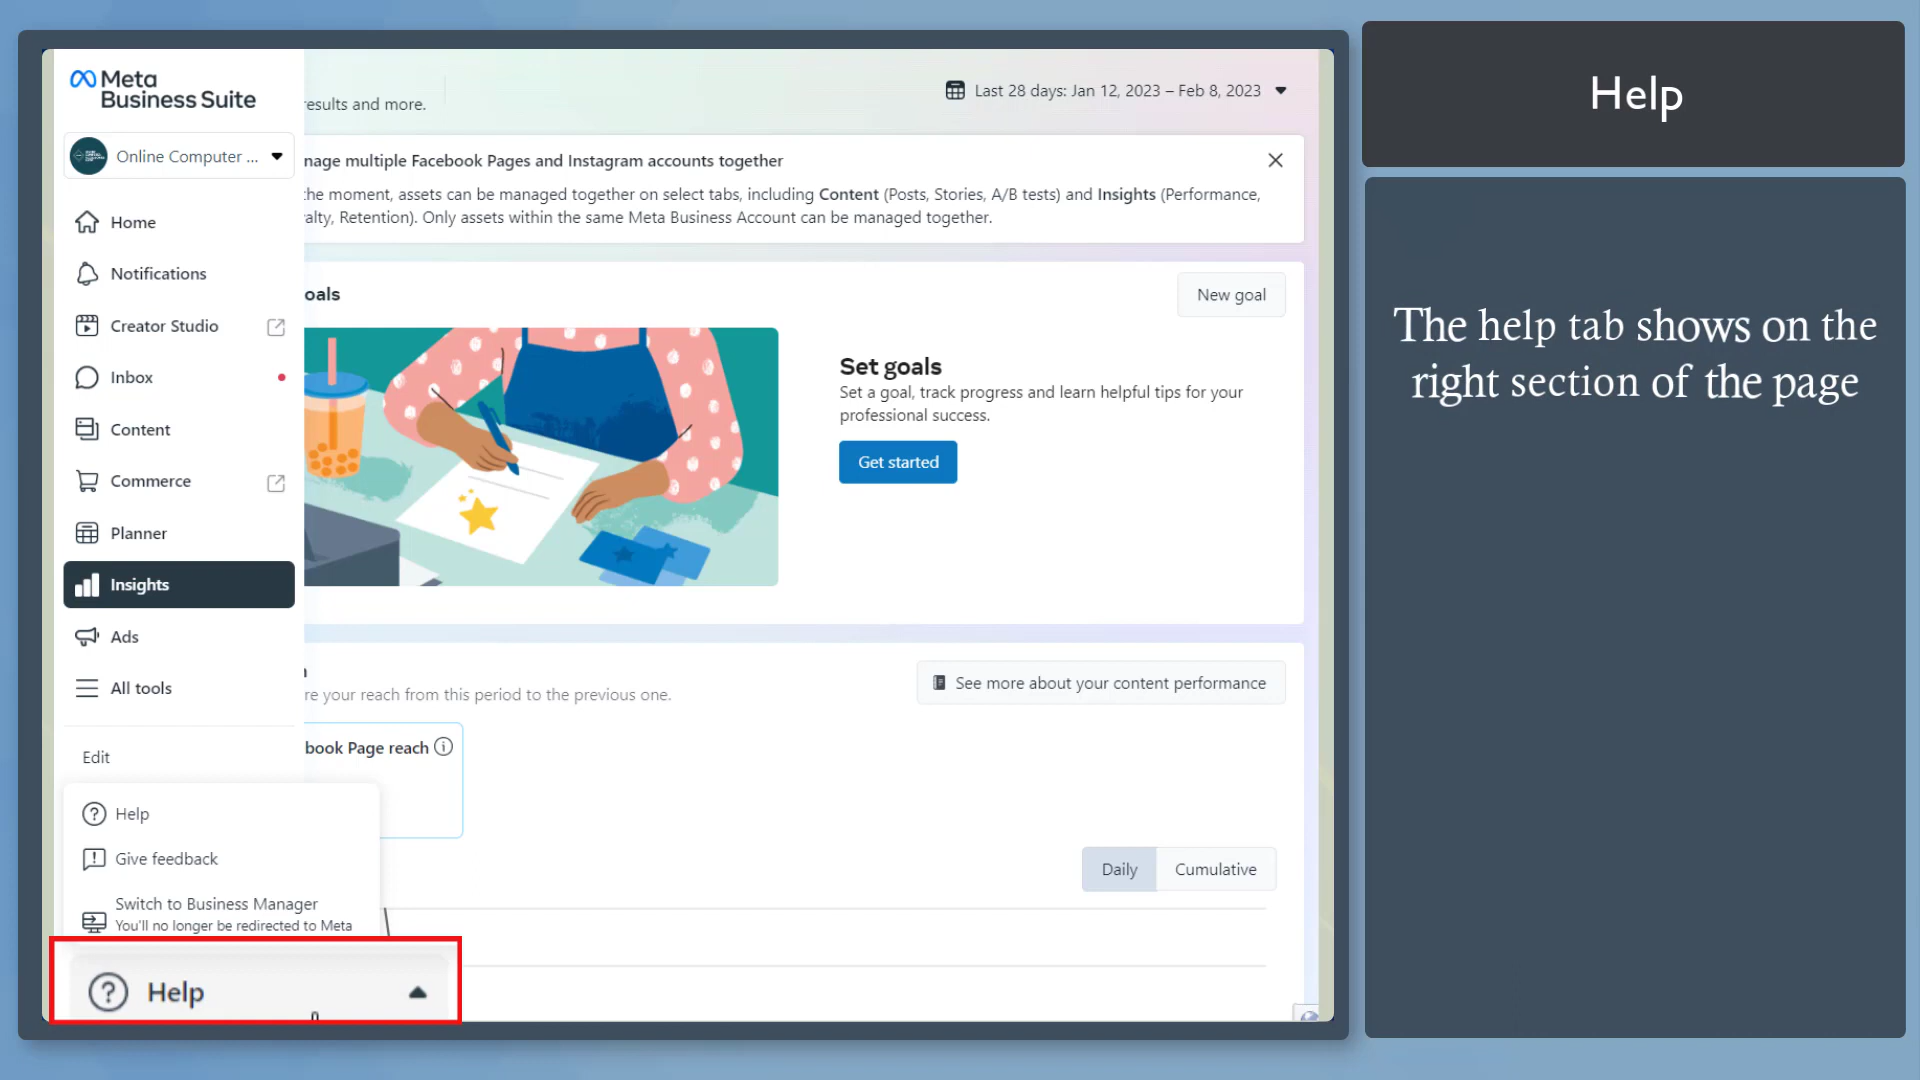 Meta
Business Suite
Online Computer ...
Home
Notifications
Creator Studio
Inbox
Content
Commerce
Planner
Insights
Ads
All tools
Edit
Help
Give feedback
Switch to Business Manager
You'll no longer be redirected to Meta
Help
results and more.
Last 28 days: Jan 12, 2023 – Feb 8, 2023
nage multiple Facebook Pages and Instagram accounts together
the moment, assets can be managed together on select tabs, including Content (Posts, Stories, A/B tests) and Insights (Performance,
alty, Retention). Only assets within the same Meta Business Account can be managed together.
oals
New goal
Set goals
Set a goal, track progress and learn helpful tips for your
professional success.
Get started
See more about your content performance
re your reach from this period to the previous one.
book Page reach
Daily
Cumulative
Help
The help tab shows on the
right section of the page